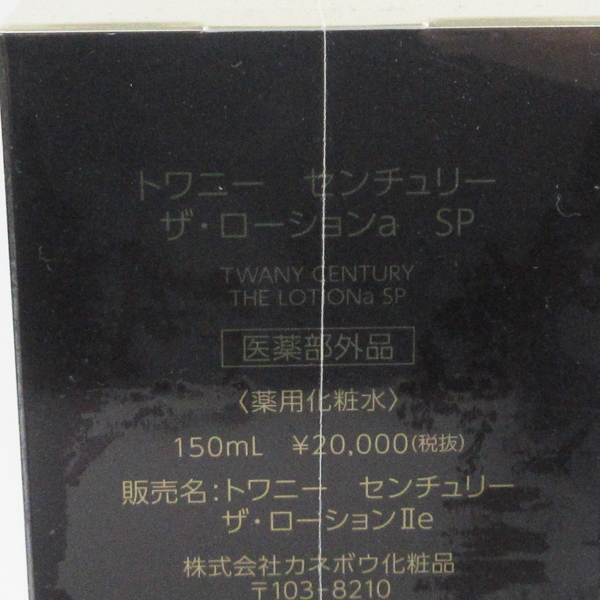 トワニー　センチュリー
ザ・ローションa　SP
TWANY CENTURY
THE LOTIONa SP
医薬部外品
〈薬用化粧水〉
150mL　¥20,000(税抜)
販売名:トワニー　センチュリー
ザ・ローションⅡe
株式会社カネボウ化粧品
〒103-8210